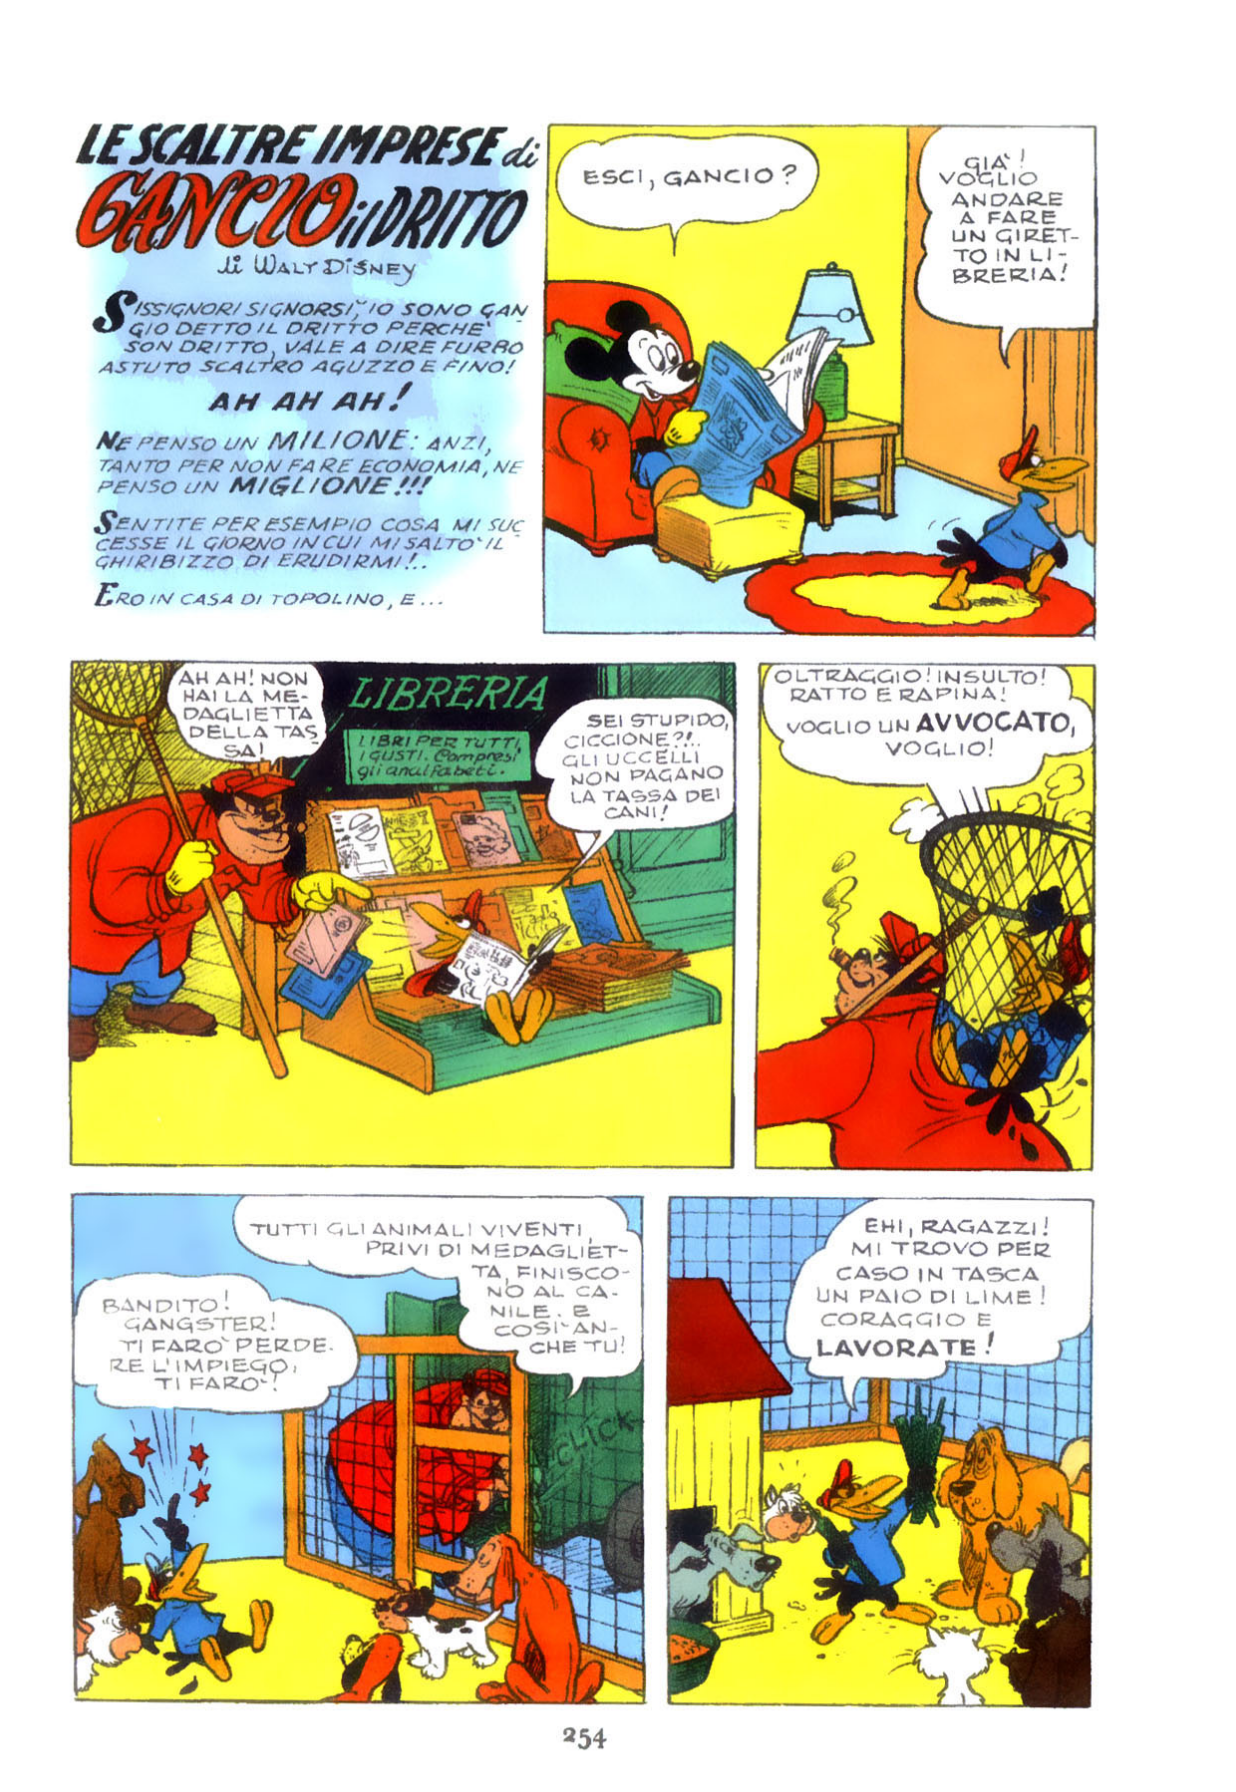 LE SCALTRE IMPRESE di
GANCIO il DRITTO
di WALT DISNEY
SISSIGNORI SIGNORSÌ, IO SONO GAN
CIO DETTO IL DRITTO PERCHÈ
SON DRITTO, VALE A DIRE FURBO
ASTUTO SCALTRO AGUZZO E FINO!
AH AH AH!
NE PENSO UN MILIONE: ANZI,
TANTO PER NON FARE ECONOMIA, NE
PENSO UN MIGLIONE!!!
SENTITE PER ESEMPIO COSA MI SUC-
CESSE IL GIORNO IN CUI MI SALTÒ IL
GHIRIBIZZO DI ERUDIRMI!..
ERO IN CASA DI TOPOLINO, E...
ESCI, GANCIO?
GIÀ!
VOGLIO
ANDARE
A FARE
UN GIRET-
TO IN LI-
BRERIA!
AH AH! NON
HAI LA ME-
DAGLIETTA
DELLA TAS-
SA!
LIBRERIA
LIBRI PER TUTTI
I GUSTI. Compresi
gli analfabeti.
SEI STUPIDO,
CICCIONE?!..
GLI UCCELLI
NON PAGANO
LA TASSA DEI
CANI!
OLTRAGGIO! INSULTO!
RATTO E RAPINA!
VOGLIO UN AVVOCATO,
VOGLIO!
TUTTI GLI ANIMALI VIVENTI,
PRIVI DI MEDAGLIET-
TA, FINISCO-
NO AL CA-
NILE. E
COSÌ AN-
CHE TU!
BANDITO!
GANGSTER!
TI FARÒ PERDE-
RE L'IMPIEGO,
TI FARÒ!
CLICK
EHI, RAGAZZI!
MI TROVO PER
CASO IN TASCA
UN PAIO DI LIME!
CORAGGIO E
LAVORATE!
254